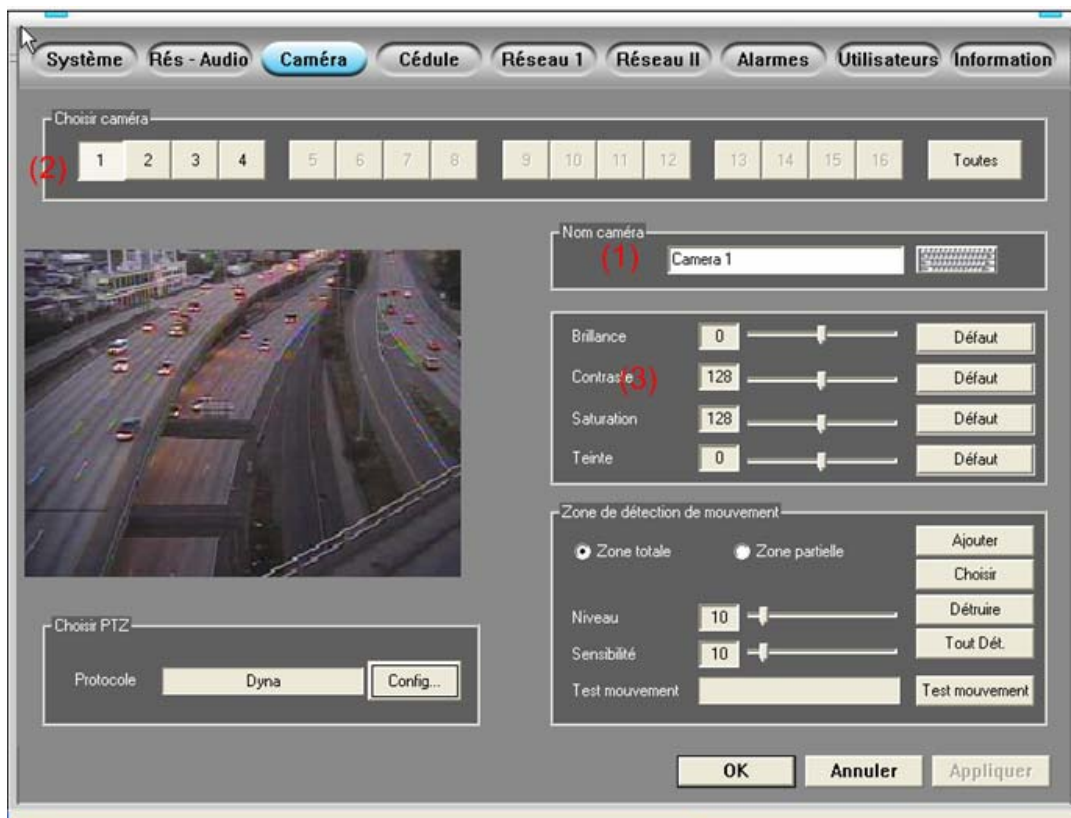 Système Rés - Audio Caméra Cédule Réseau 1 Réseau II Alarmes Utilisateurs Information
Choisir caméra
(2) 1 2 3 4 5 6 7 8 9 10 11 12 13 14 15 16 Toutes
Nom caméra
(1) Camera 1
Brillance 0 Défaut
Contraste (3) 128 Défaut
Saturation 128 Défaut
Teinte 0 Défaut
Zone de détection de mouvement
Zone totale Zone partielle Ajouter
Choisir
Niveau 10 Détruire
Sensibilité 10 Tout Dét.
Test mouvement Test mouvement
Choisir PTZ
Protocole Dyna Config...
OK Annuler Appliquer